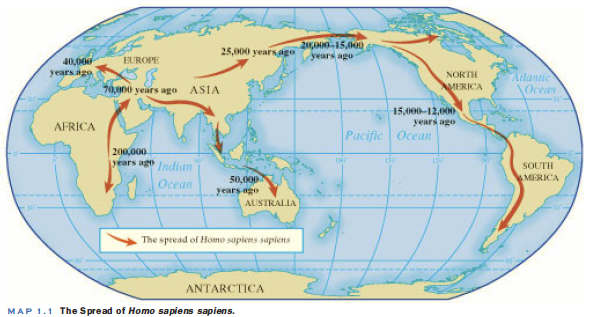 20,000–15,000
years ago
25,000 years ago
40,000
years ago
EUROPE
70,000 years ago
ASIA
NORTH
AMERICA
Atlantic
Ocean
15,000–12,000
years ago
AFRICA
Pacific Ocean
200,000
years ago
Indian
Ocean
50,000
years ago
AUSTRALIA
SOUTH
AMERICA
The spread of Homo sapiens sapiens
ANTARCTICA
MAP 1.1 The Spread of Homo sapiens sapiens.